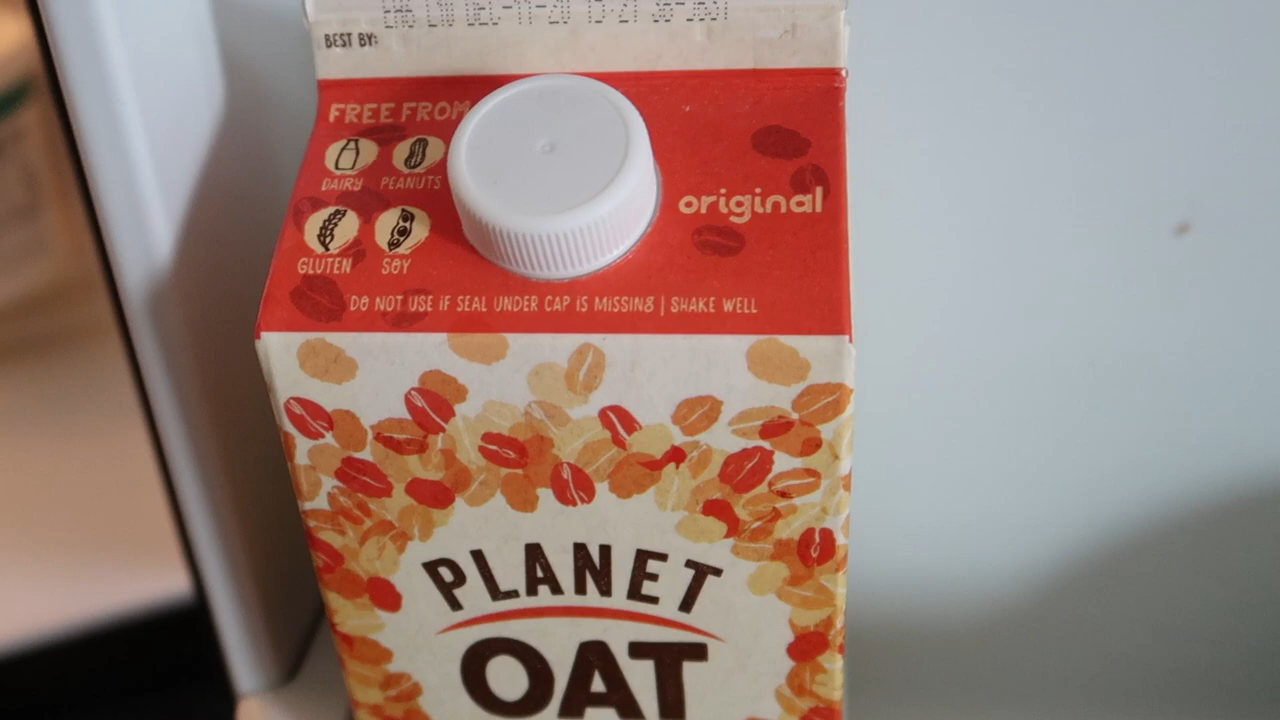 BEST BY:
FREE FROM
DAIRY PEANUTS
GLUTEN SOY
original
DO NOT USE IF SEAL UNDER CAP IS MISSING | SHAKE WELL
PLANET
OAT